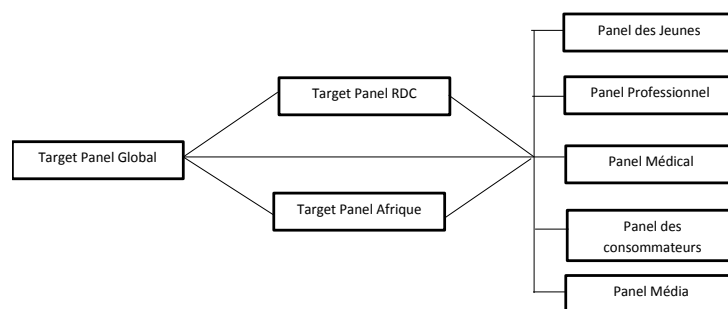 Target Panel Global
Target Panel RDC
Target Panel Afrique
Panel des Jeunes
Panel Professionnel
Panel Médical
Panel des
consommateurs
Panel Média